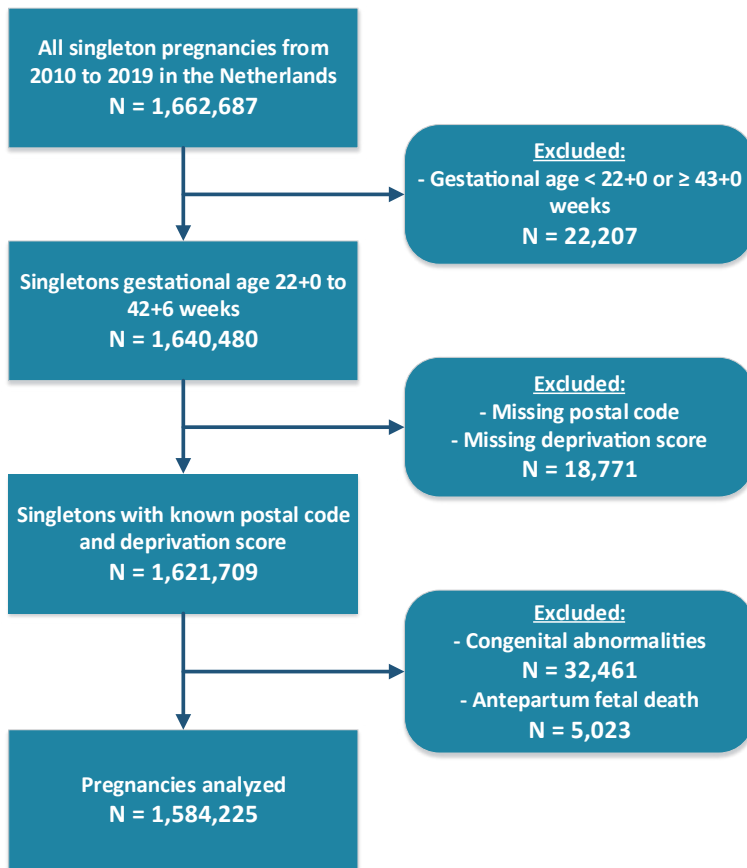 All singleton pregnancies from
2010 to 2019 in the Netherlands
N = 1,662,687
Excluded:
- Gestational age < 22+0 or ≥ 43+0
weeks
N = 22,207
Singletons gestational age 22+0 to
42+6 weeks
N = 1,640,480
Excluded:
- Missing postal code
- Missing deprivation score
N = 18,771
Singletons with known postal code
and deprivation score
N = 1,621,709
Excluded:
- Congenital abnormalities
N = 32,461
- Antepartum fetal death
N = 5,023
Pregnancies analyzed
N = 1,584,225